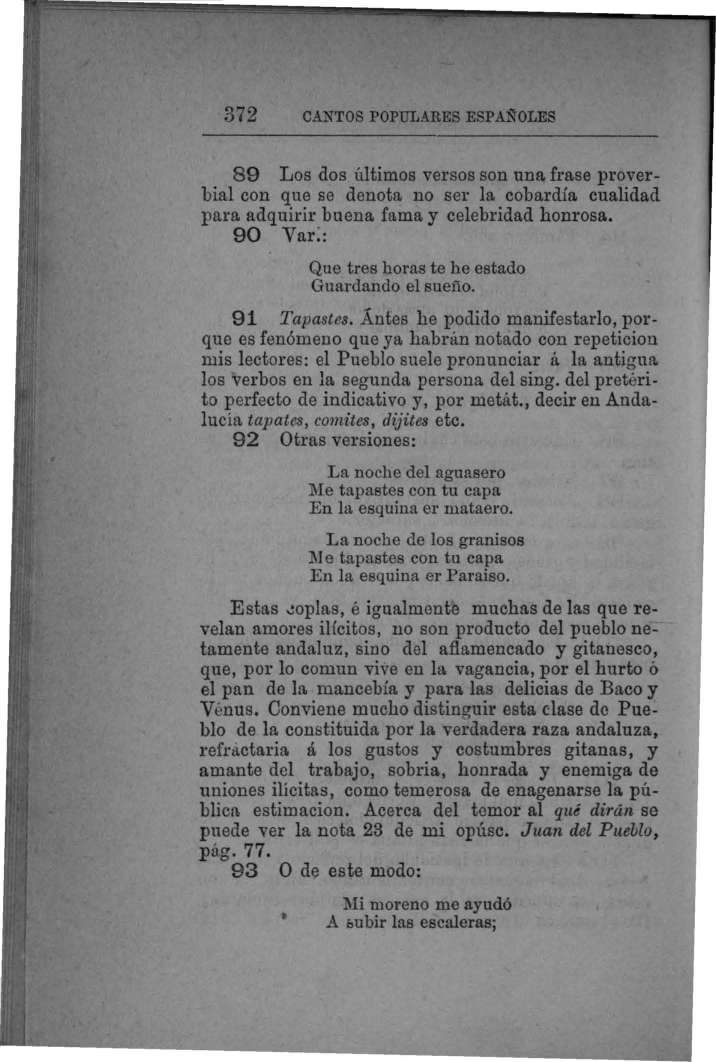 372 CANTOS POPULARES ESPAÑOLES
89 Los dos últimos versos son una frase prover-
bial con que se denota no ser la cobardía cualidad
para adquirir buena fama y celebridad honrosa.
90 Var.:
Que tres horas te he estado
Guardando el sueño.
91 Tapastes. Ántes he podido manifestarlo, por-
que es fenómeno que ya habrán notado con repeticion
mis lectores: el Pueblo suele pronunciar á la antigua
los verbos en la segunda persona del sing. del pretéri-
to perfecto de indicativo y, por metát., decir en Anda-
lucía tapates, comites, dijites etc.
92 Otras versiones:
La noche del aguasero
Me tapastes con tu capa
En la esquina er mataero.
La noche de los granisos
Me tapastes con tu capa
En la esquina er Paraiso.
Estas coplas, é igualmente muchas de las que re-
velan amores ilícitos, no son producto del pueblo ne-
tamente andaluz, sino del aflamencado y gitanesco,
que, por lo comun vive en la vagancia, por el hurto ó
el pan de la mancebía y para las delicias de Baco y
Vénus. Conviene mucho distinguir esta clase de Pue-
blo de la constituida por la verdadera raza andaluza,
refractaria á los gustos y costumbres gitanas, y
amante del trabajo, sobria, honrada y enemiga de
uniones ilícitas, como temerosa de enagenarse la pú-
blica estimacion. Acerca del temor al qué dirán se
puede ver la nota 23 de mi opúsc. Juan del Pueblo,
pág. 77.
93 O de este modo:
Mi moreno me ayudó
A subir las escaleras;